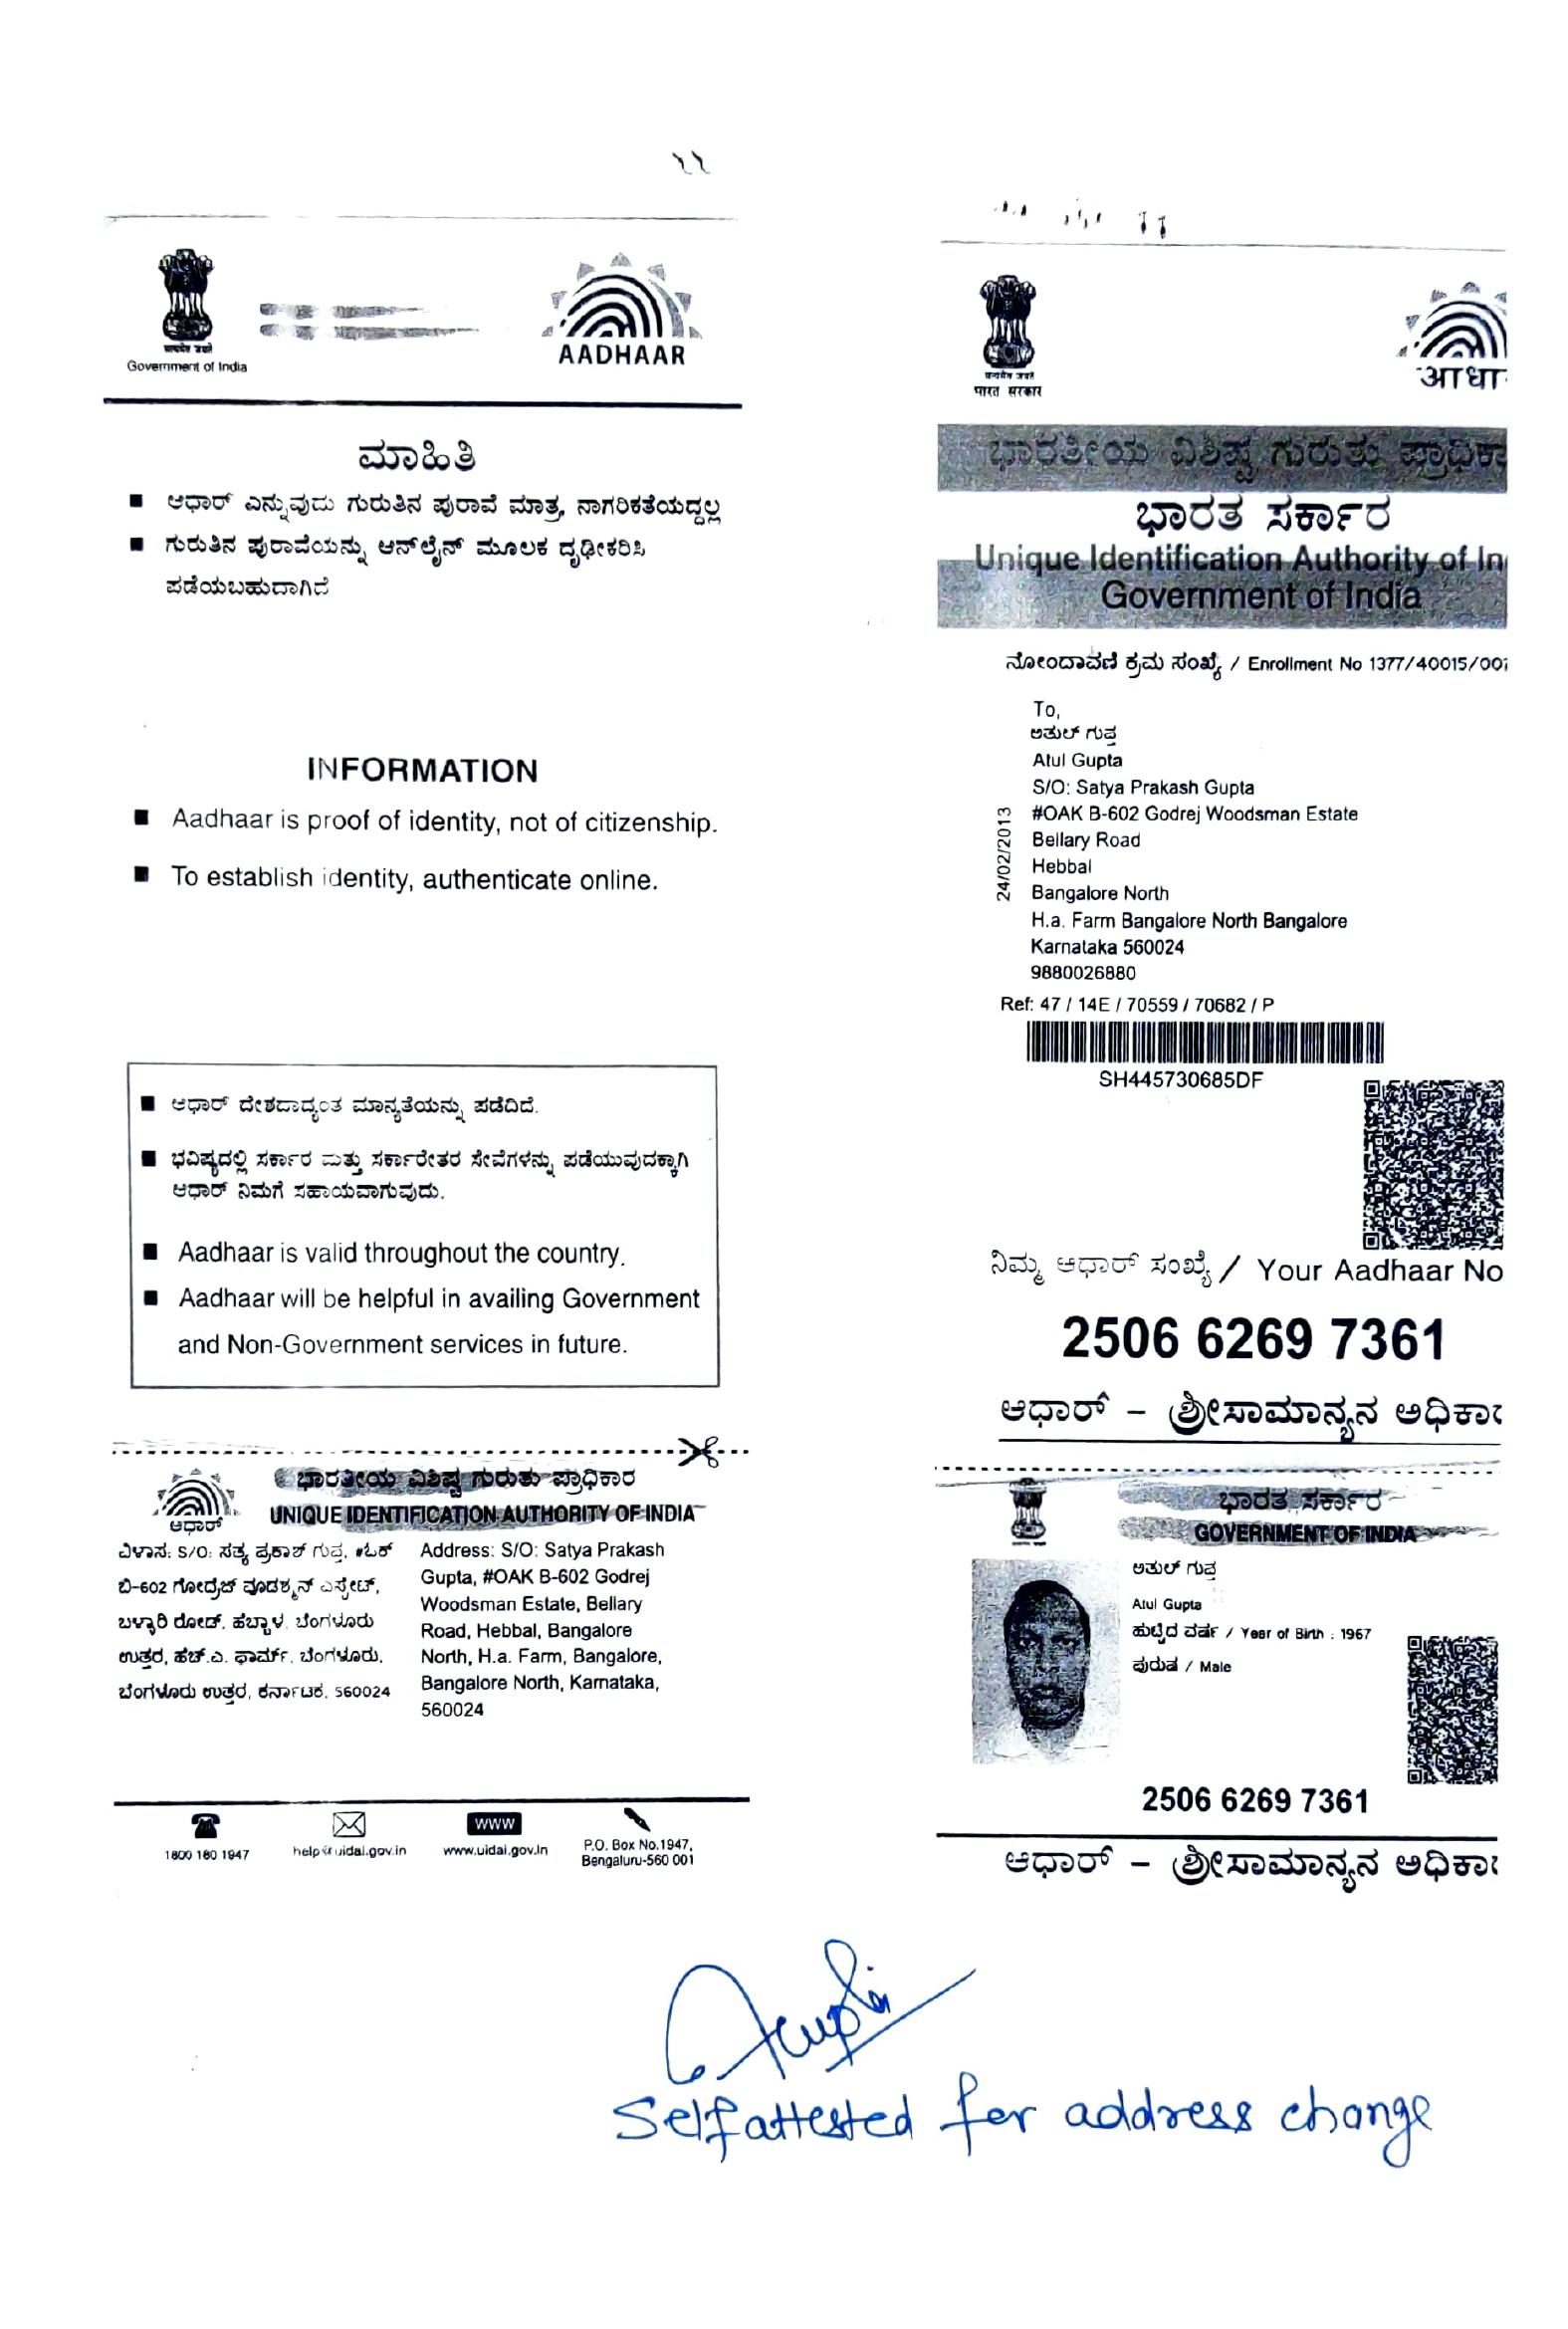 Government of India
AADHAAR
ಮಾಹಿತಿ
■ ಆಧಾರ್ ಎನ್ನುವುದು ಗುರುತಿನ ಪುರಾವೆ ಮಾತ್ರ, ನಾಗರಿಕತೆಯದ್ದಲ್ಲ
■ ಗುರುತಿನ ಪುರಾವೆಯನ್ನು ಆನ್‌ಲೈನ್ ಮೂಲಕ ದೃಢೀಕರಿಸಿ
ಪಡೆಯಬಹುದಾಗಿದೆ
INFORMATION
■ Aadhaar is proof of identity, not of citizenship.
■ To establish identity, authenticate online.
■ ಆಧಾರ್ ದೇಶದಾದ್ಯಂತ ಮಾನ್ಯತೆಯನ್ನು ಪಡೆದಿದೆ.
■ ಭವಿಷ್ಯದಲ್ಲಿ ಸರ್ಕಾರ ಮತ್ತು ಸರ್ಕಾರೇತರ ಸೇವೆಗಳನ್ನು ಪಡೆಯುವುದಕ್ಕಾಗಿ
ಆಧಾರ್ ನಿಮಗೆ ಸಹಾಯವಾಗುವುದು.
■ Aadhaar is valid throughout the country.
■ Aadhaar will be helpful in availing Government
and Non-Government services in future.
ಭಾರತೀಯ ವಿಶಿಷ್ಟ ಗುರುತು ಪ್ರಾಧಿಕಾರ
UNIQUE IDENTIFICATION AUTHORITY OF INDIA
ಆಧಾರ್
ವಿಳಾಸ: S/O: ಸತ್ಯ ಪ್ರಕಾಶ್ ಗುಪ್ತ, #ಓಕ್
ಬಿ-602 ಗೋದ್ರೆಜ್ ವೂಡಶ್ಮನ್ ಎಸ್ಟೇಟ್,
ಬಳ್ಳಾರಿ ರೋಡ್, ಹೆಬ್ಬಾಳ, ಬೆಂಗಳೂರು
ಉತ್ತರ, ಹೆಚ್.ಎ. ಫಾರ್ಮ್, ಬೆಂಗಳೂರು,
ಬೆಂಗಳೂರು ಉತ್ತರ, ಕರ್ನಾಟಕ, 560024
Address: S/O: Satya Prakash
Gupta, #OAK B-602 Godrej
Woodsman Estate, Bellary
Road, Hebbal, Bangalore
North, H.a. Farm, Bangalore,
Bangalore North, Karnataka,
560024
1800 180 1947
help@uidai.gov.in
www
www.uidai.gov.in
P.O. Box No.1947,
Bengaluru-560 001
सत्यमेव जयते
भारत सरकार
आधा
ಭಾರತೀಯ ವಿಶಿಷ್ಟ ಗುರುತು ಪ್ರಾಧಿಕಾ
ಭಾರತ ಸರ್ಕಾರ
Unique Identification Authority of In
Government of India
ನೋಂದಾವಣಿ ಕ್ರಮ ಸಂಖ್ಯೆ / Enrollment No 1377/40015/00
To,
ಅತುಲ್ ಗುಪ್ತ
Atul Gupta
S/O: Satya Prakash Gupta
#OAK B-602 Godrej Woodsman Estate
Bellary Road
Hebbal
Bangalore North
H.a. Farm Bangalore North Bangalore
Karnataka 560024
9880026880
24/02/2013
Ref: 47 / 14E / 70559 / 70682 / P
SH445730685DF
ನಿಮ್ಮ ಆಧಾರ್ ಸಂಖ್ಯೆ / Your Aadhaar No
2506 6269 7361
ಆಧಾರ್ – ಶ್ರೀಸಾಮಾನ್ಯನ ಅಧಿಕಾ
ಭಾರತ ಸರ್ಕಾರ
GOVERNMENT OF INDIA
ಅತುಲ್ ಗುಪ್ತ
Atul Gupta
ಹುಟ್ಟಿದ ವರ್ಷ / Year of Birth : 1967
ಪುರುಷ / Male
2506 6269 7361
ಆಧಾರ್ – ಶ್ರೀಸಾಮಾನ್ಯನ ಅಧಿಕಾ
Self attested for address change